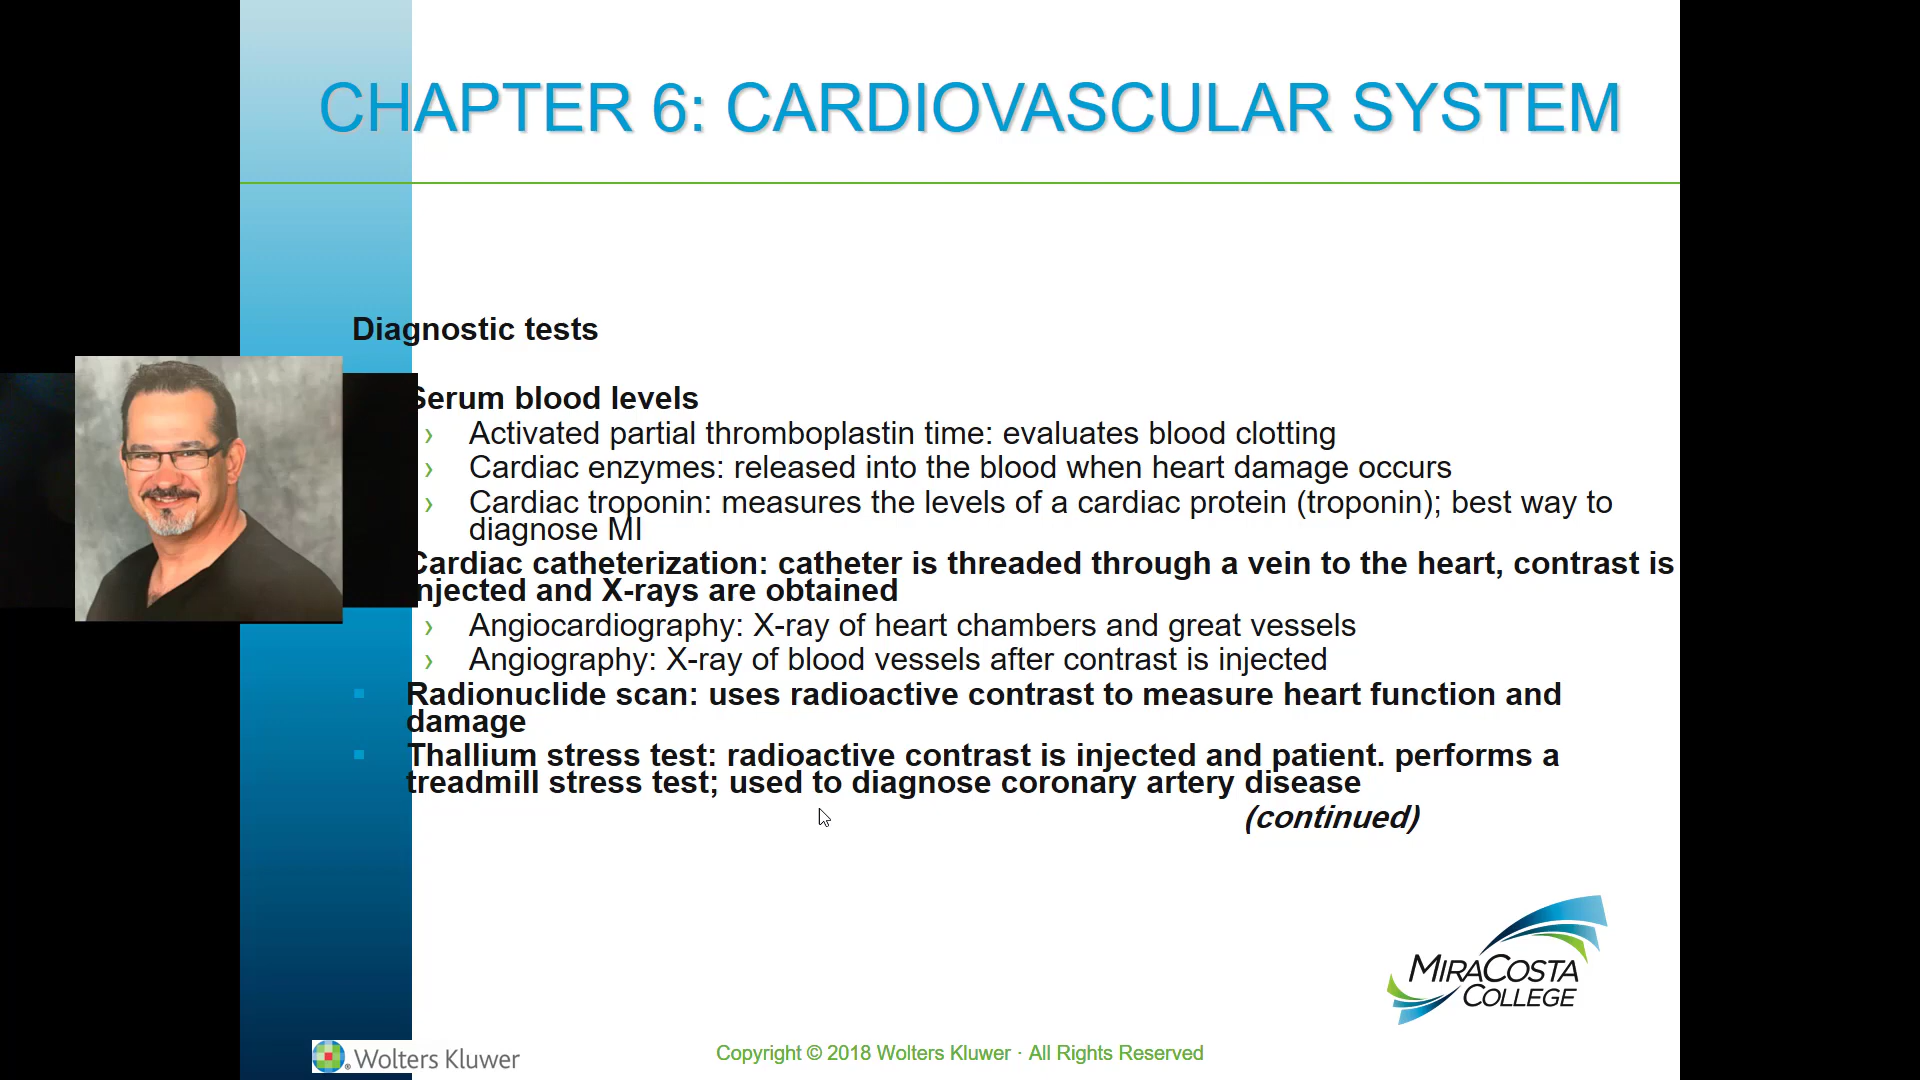 CHAPTER 6: CARDIOVASCULAR SYSTEM
Diagnostic tests
Serum blood levels
› Activated partial thromboplastin time: evaluates blood clotting
› Cardiac enzymes: released into the blood when heart damage occurs
› Cardiac troponin: measures the levels of a cardiac protein (troponin); best way to
diagnose MI
Cardiac catheterization: catheter is threaded through a vein to the heart, contrast is
injected and X-rays are obtained
› Angiocardiography: X-ray of heart chambers and great vessels
› Angiography: X-ray of blood vessels after contrast is injected
▪ Radionuclide scan: uses radioactive contrast to measure heart function and
damage
▪ Thallium stress test: radioactive contrast is injected and patient. performs a
treadmill stress test; used to diagnose coronary artery disease
(continued)
MIRACOSTA
COLLEGE
Wolters Kluwer
Copyright © 2018 Wolters Kluwer · All Rights Reserved